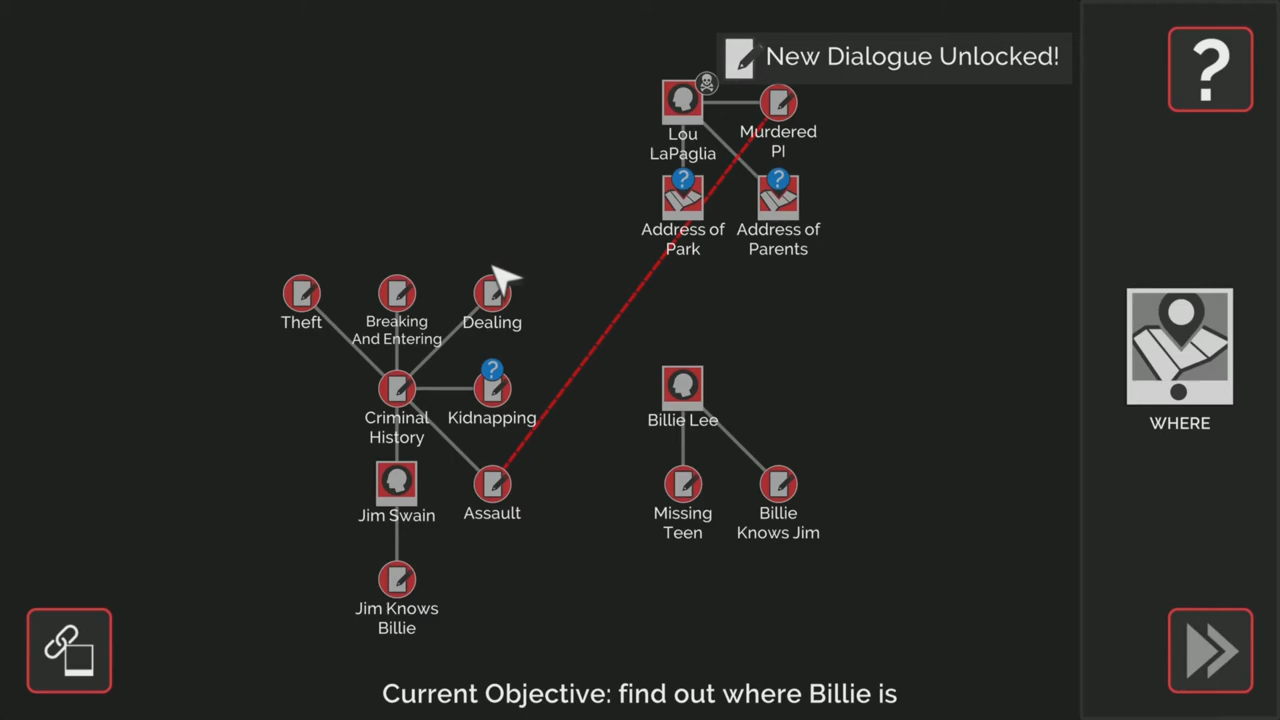 New Dialogue Unlocked!
?
Lou
LaPaglia
Murdered
PI
?
?
Address of
Park
Address of
Parents
Theft
Breaking
And Entering
Dealing
?
Criminal
History
Kidnapping
Billie Lee
WHERE
Jim Swain
Assault
Missing
Teen
Billie
Knows Jim
Jim Knows
Billie
Current Objective: find out where Billie is